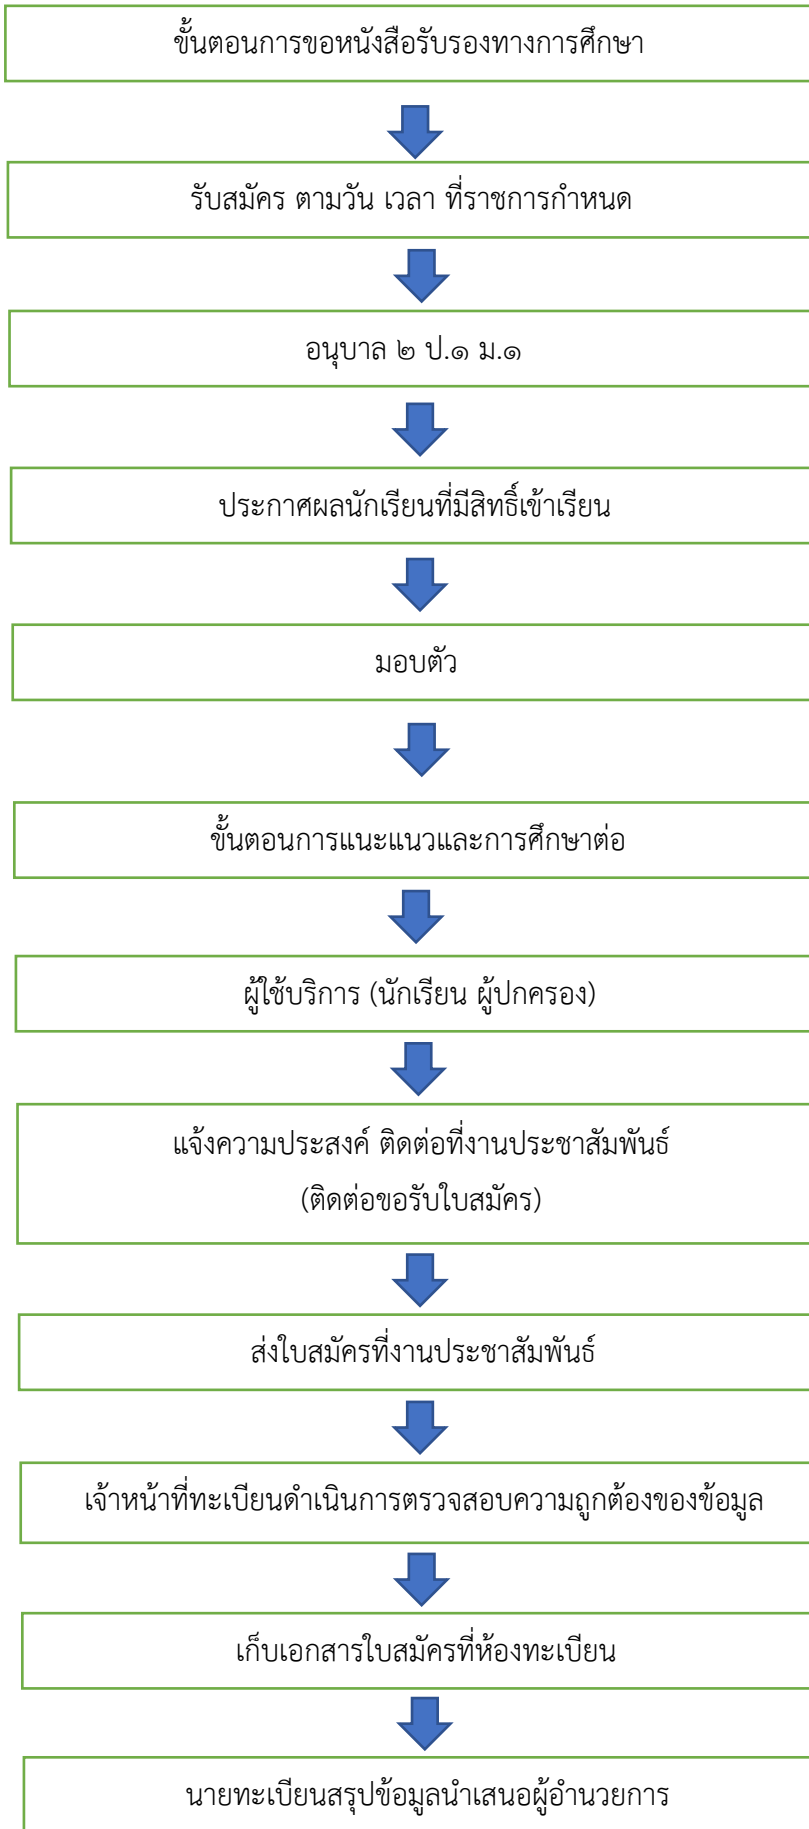 ขั้นตอนการขอหนังสือรับรองทางการศึกษา
รับสมัคร ตามวัน เวลา ที่ราชการกำหนด
อนุบาล ๒ ป.๑ ม.๑
ประกาศผลนักเรียนที่มีสิทธิ์เข้าเรียน
มอบตัว
ขั้นตอนการแนะแนวและการศึกษาต่อ
ผู้ใช้บริการ (นักเรียน ผู้ปกครอง)
แจ้งความประสงค์ ติดต่อที่งานประชาสัมพันธ์
(ติดต่อขอรับใบสมัคร)
ส่งใบสมัครที่งานประชาสัมพันธ์
เจ้าหน้าที่ทะเบียนดำเนินการตรวจสอบความถูกต้องของข้อมูล
เก็บเอกสารใบสมัครที่ห้องทะเบียน
นายทะเบียนสรุปข้อมูลนำเสนอผู้อำนวยการ